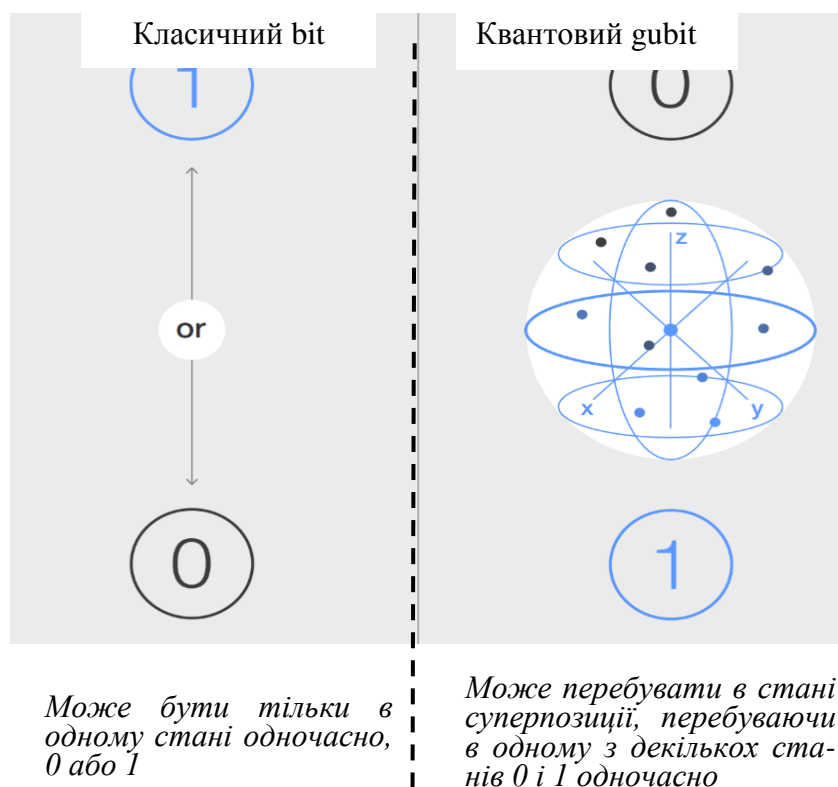 Класичний bit
1
or
0
Може бути тільки в
одному стані одночасно,
0 або 1
Квантовий gubit
0
z
x
y
1
Може перебувати в стані
суперпозиції, перебуваючи
в одному з декількох ста-
нів 0 і 1 одночасно